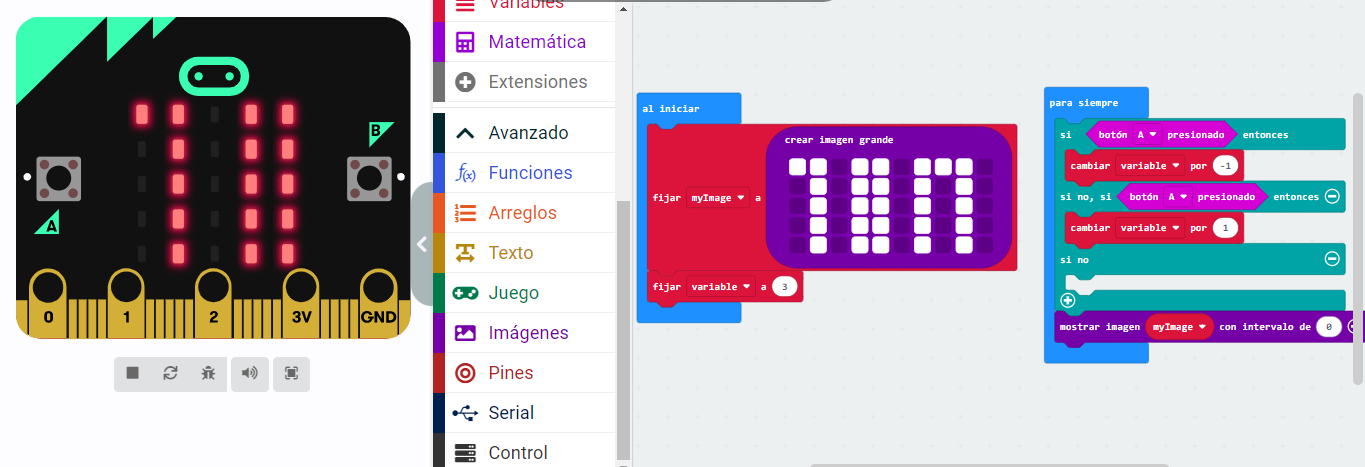 Variables
Matemática
Extensiones
Avanzado
f(x) Funciones
Arreglos
Texto
Juego
Imágenes
Pines
Serial
Control
B
A
0 1 2 3V GND
al iniciar
crear imagen grande
fijar myImage a
fijar variable a 3
para siempre
si botón A presionado entonces
cambiar variable por -1
si no, si botón A presionado entonces
cambiar variable por 1
si no
mostrar imagen myImage con intervalo de 0